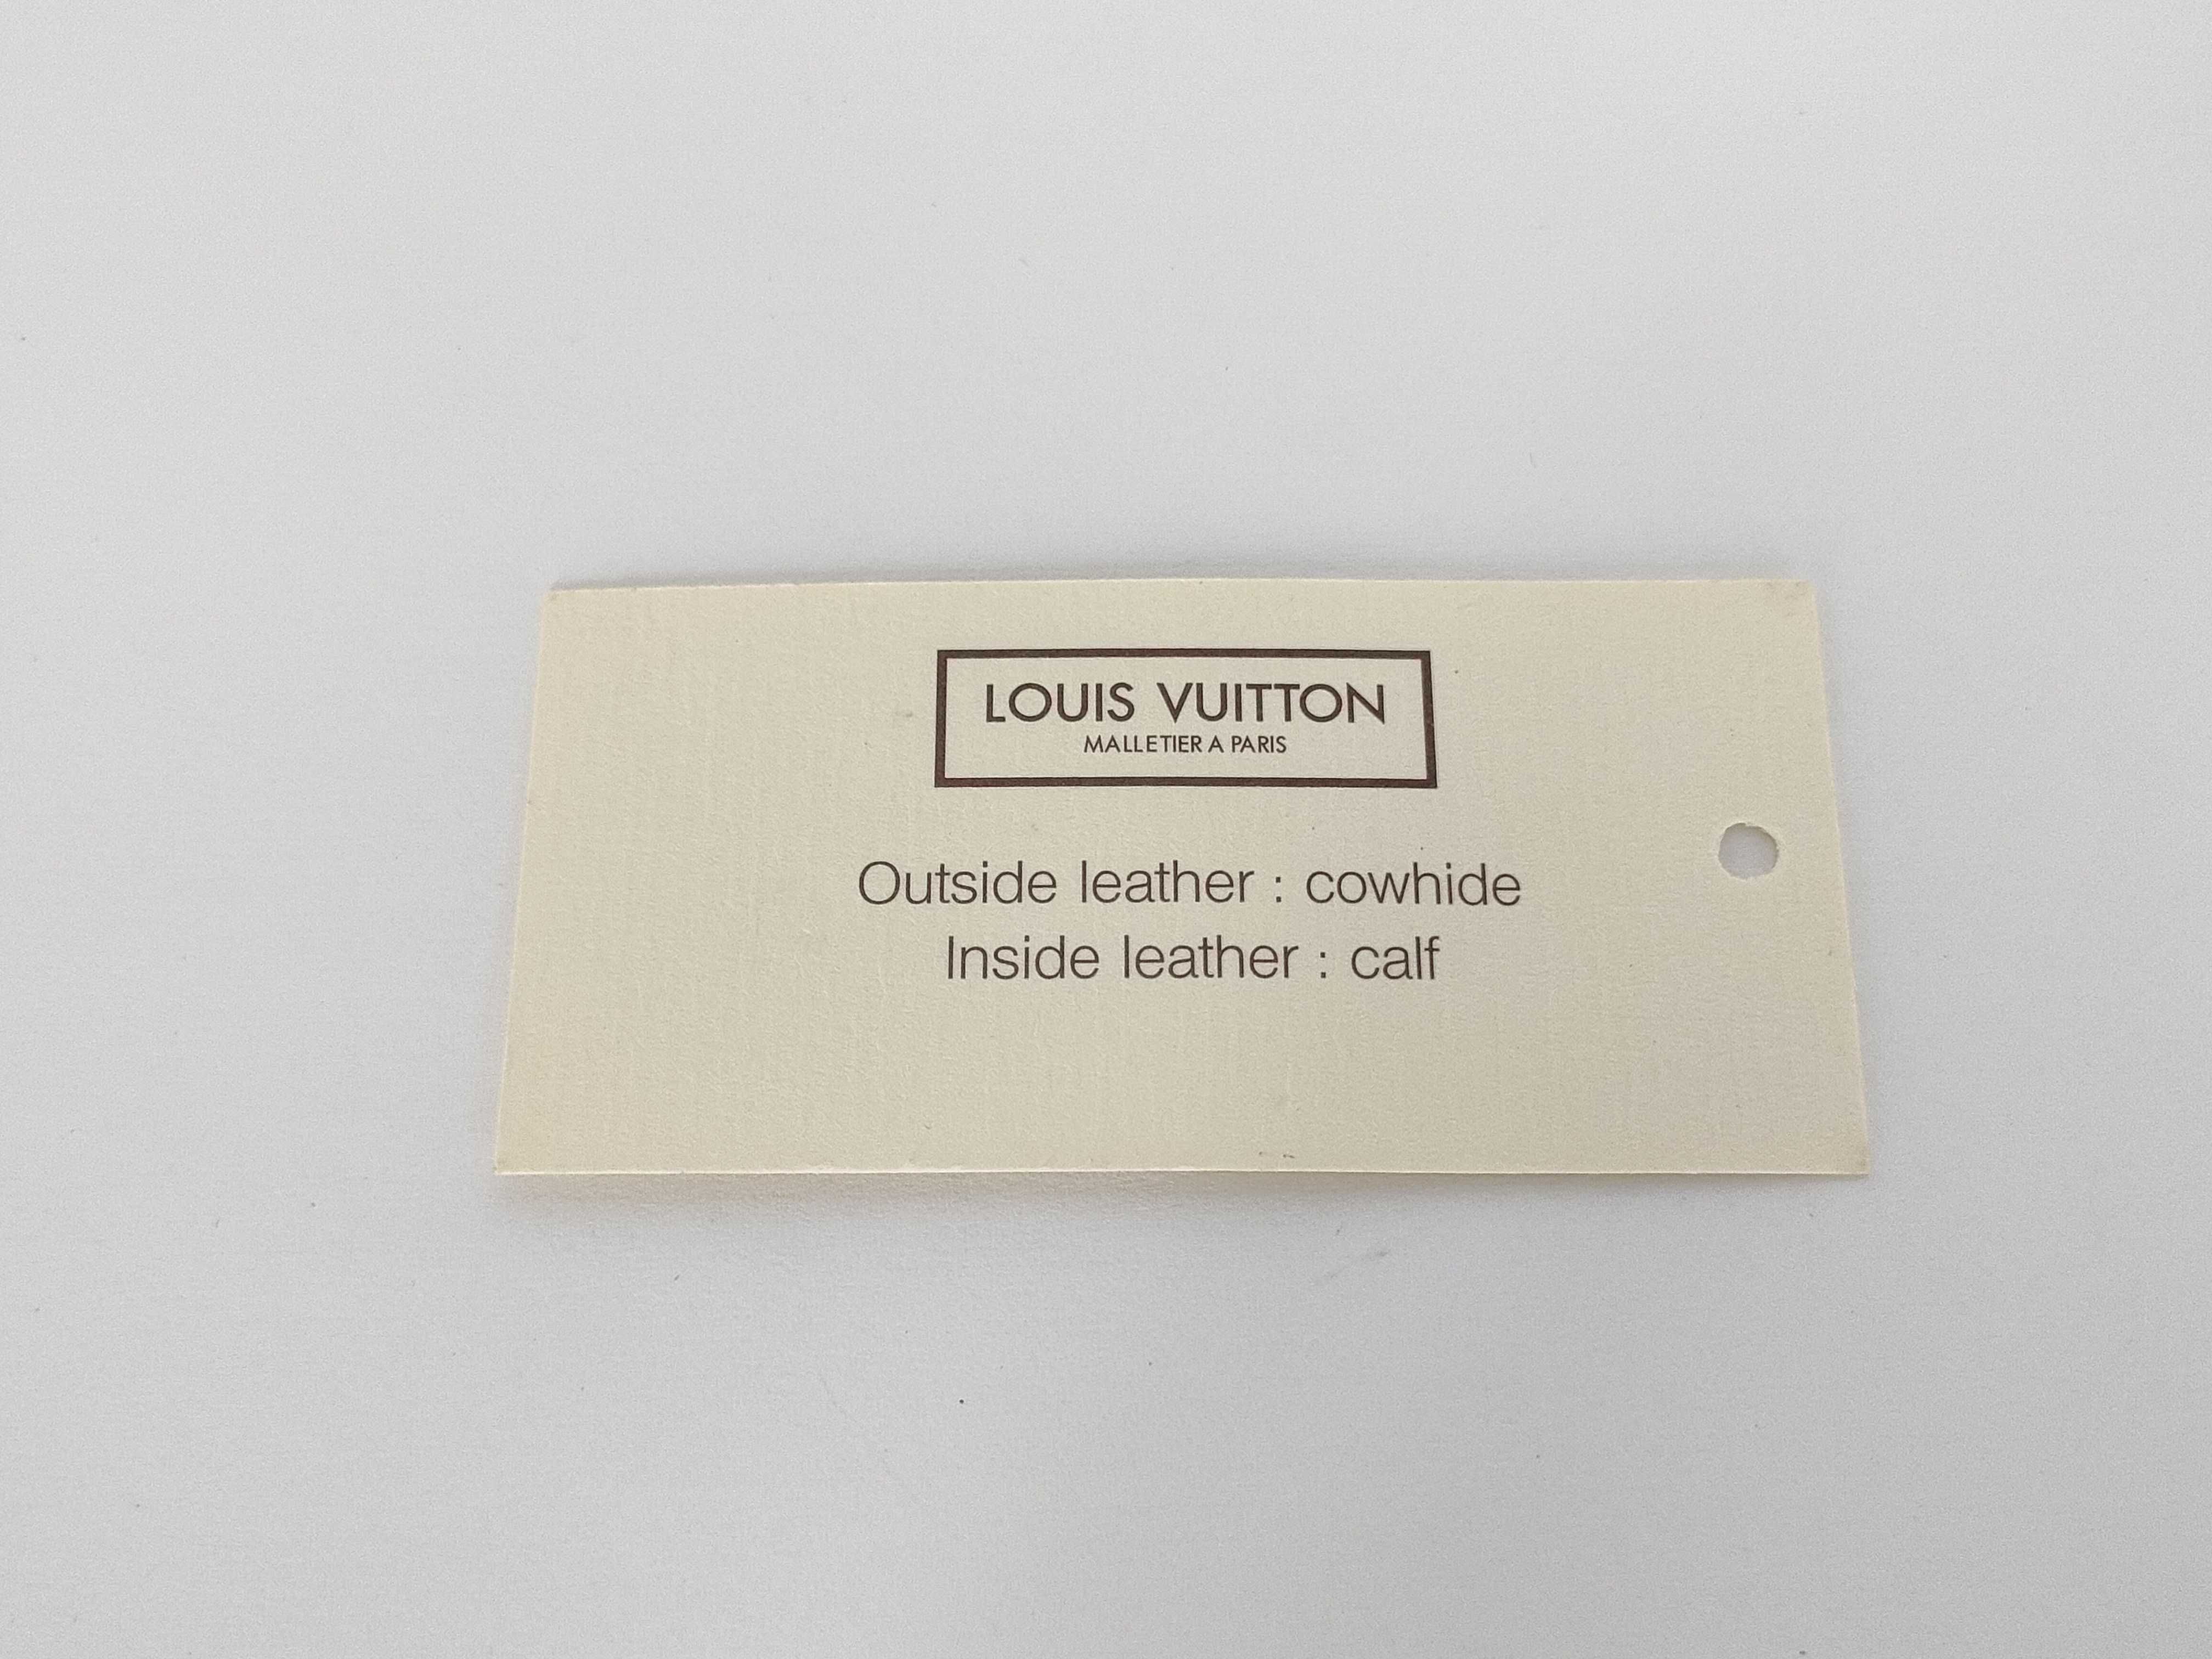 LOUIS VUITTON
MALLETIER A PARIS
Outside leather : cowhide
Inside leather : calf